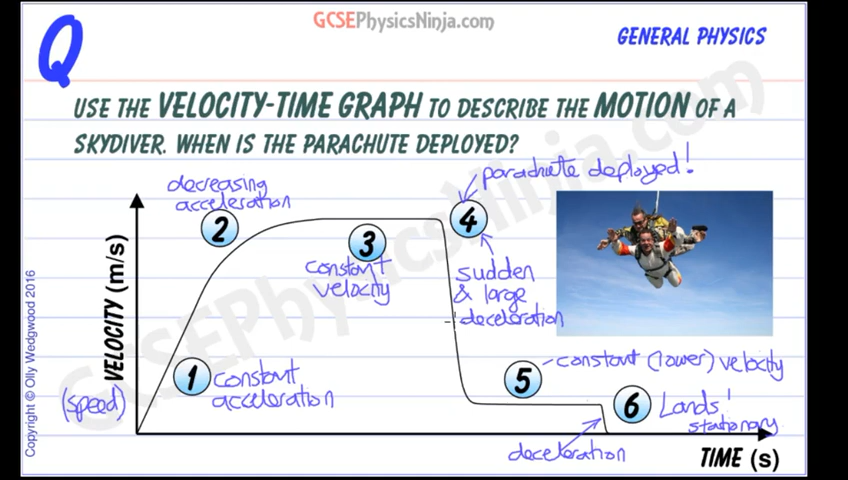 GCSEPhysicsNinja.com
Q
GENERAL PHYSICS
USE THE VELOCITY-TIME GRAPH TO DESCRIBE THE MOTION OF A
SKYDIVER. WHEN IS THE PARACHUTE DEPLOYED?
parachute deployed!
decreasing
acceleration
2
4
3
constant
velocity
sudden
& large
deceleration
VELOCITY (m/s)
(speed)
1
constant
acceleration
5
constant (lower) velocity
6
Lands!
stationary
deceleration
TIME (s)
Copyright © Olly Wedgwood 2016
GCSEPhysicsNinja.com